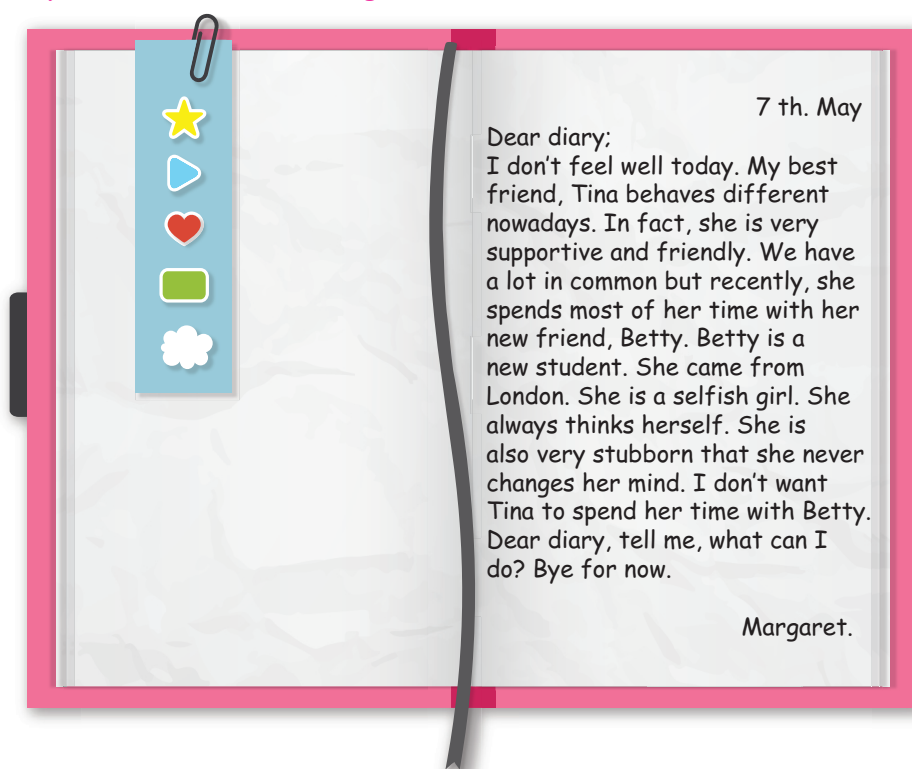 7 th. May
Dear diary;
I don't feel well today. My best
friend, Tina behaves different
nowadays. In fact, she is very
supportive and friendly. We have
a lot in common but recently, she
spends most of her time with her
new friend, Betty. Betty is a
new student. She came from
London. She is a selfish girl. She
always thinks herself. She is
also very stubborn that she never
changes her mind. I don't want
Tina to spend her time with Betty.
Dear diary, tell me, what can I
do? Bye for now.
Margaret.